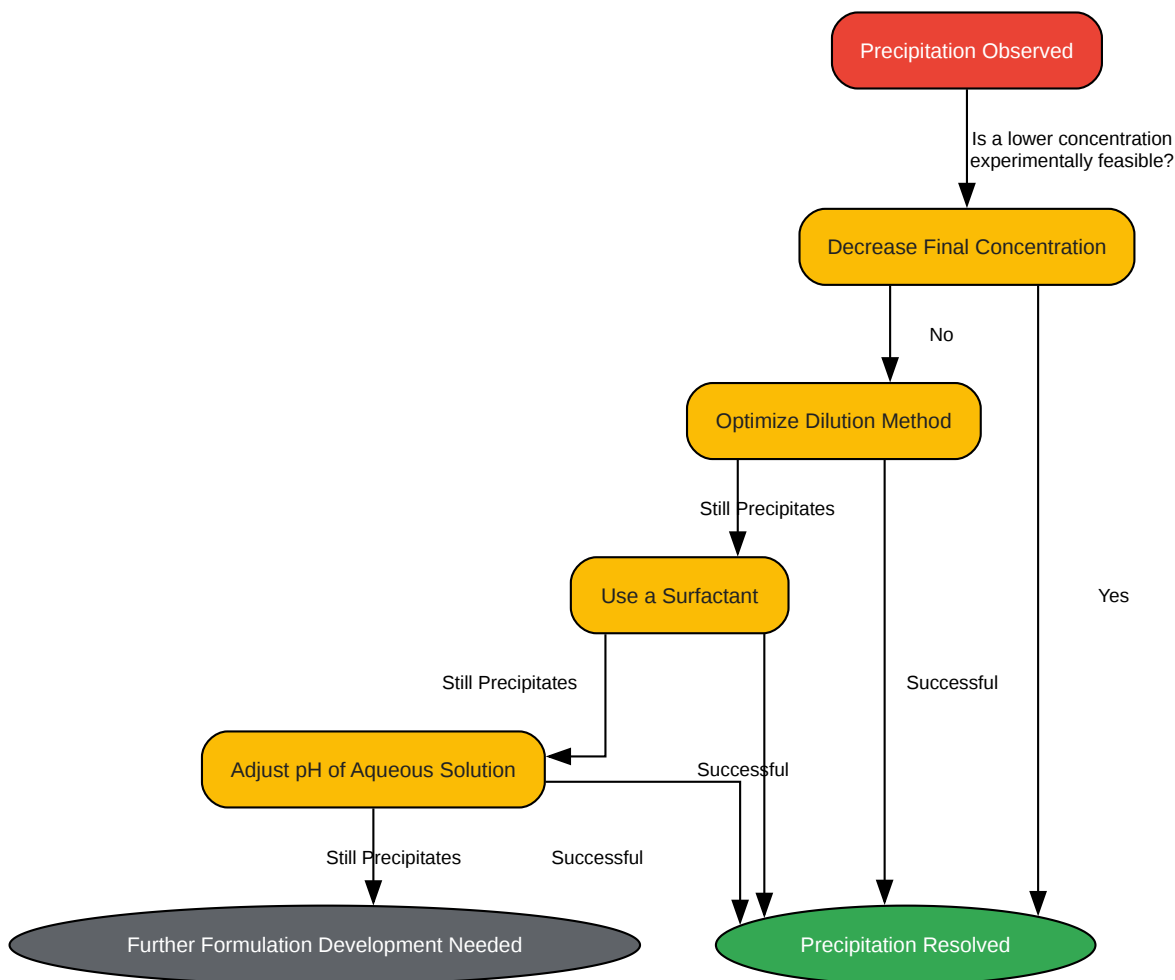 Precipitation Observed
Is a lower concentration
experimentally feasible?
Decrease Final Concentration
No
Optimize Dilution Method
Still Precipitates
Use a Surfactant
Yes
Still Precipitates
Successful
Adjust pH of Aqueous Solution
Successful
Still Precipitates
Successful
Further Formulation Development Needed
Precipitation Resolved